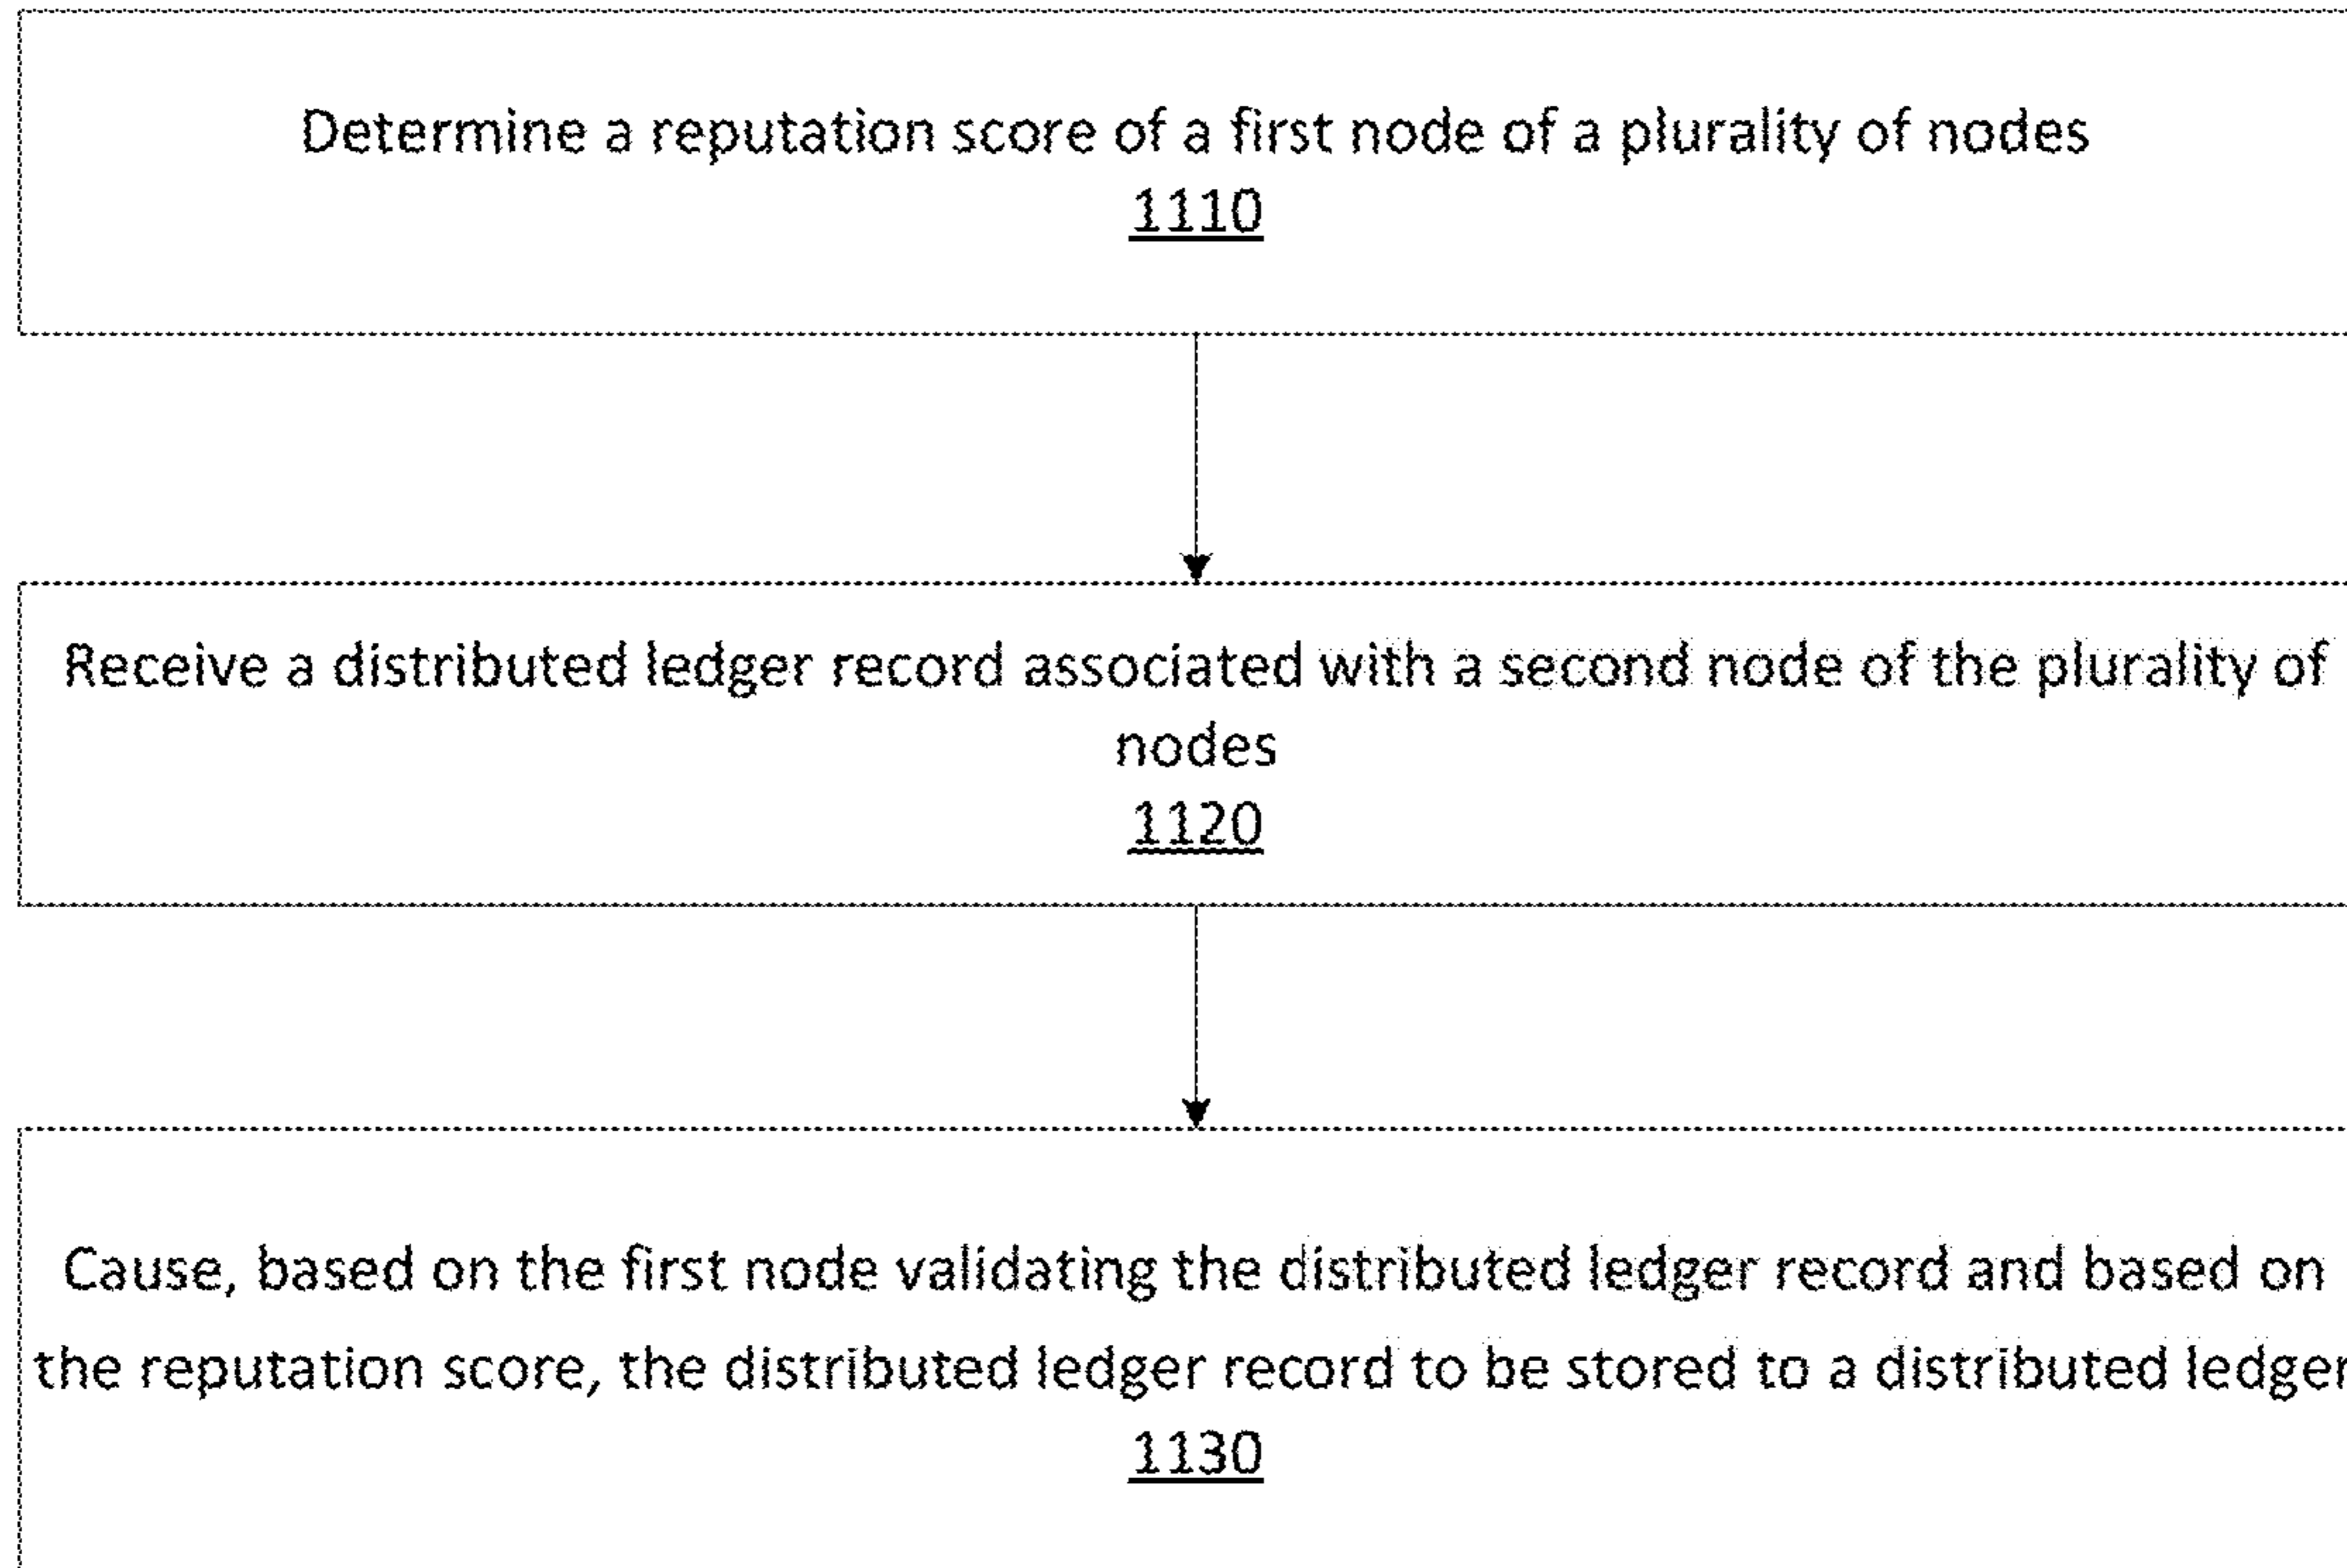 Determine a reputation score of a first node of a plurality of nodes
1110
Receive a distributed ledger record associated with a second node of the plurality of
nodes
1120
Cause, based on the first node validating the distributed ledger record and based on
the reputation score, the distributed ledger record to be stored to a distributed ledger
1130